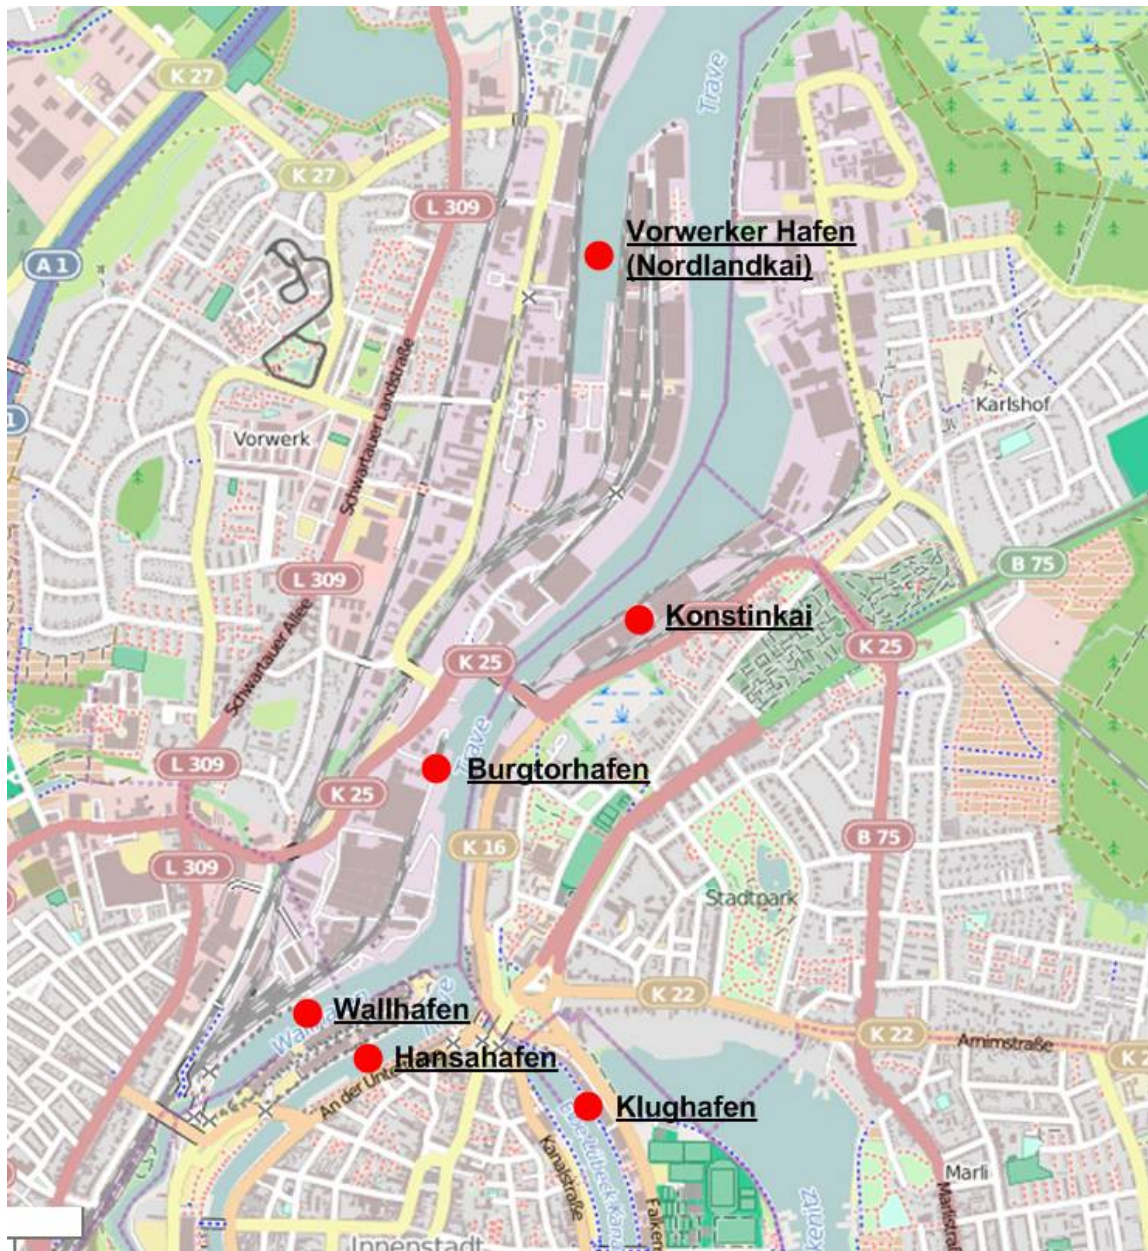 K 27
Trave
K 27
L 309
Vorwerker Hafen
(Nordlandkai)
A 1
Schwartauer Landstraße
Karlshof
Vorwerk
B 75
L 309
Konstinkai
Schwartauer Allee
K 25
K 25
Trave
L 309
Burgtorhafen
K 25
B 75
K 16
L 309
Stadtpark
K 22
Wallhafen
K 22
Arnimstraße
Hansahafen
An der Unte
Klughafen
Kanalstraße
Marli
Falken
Innenstadt